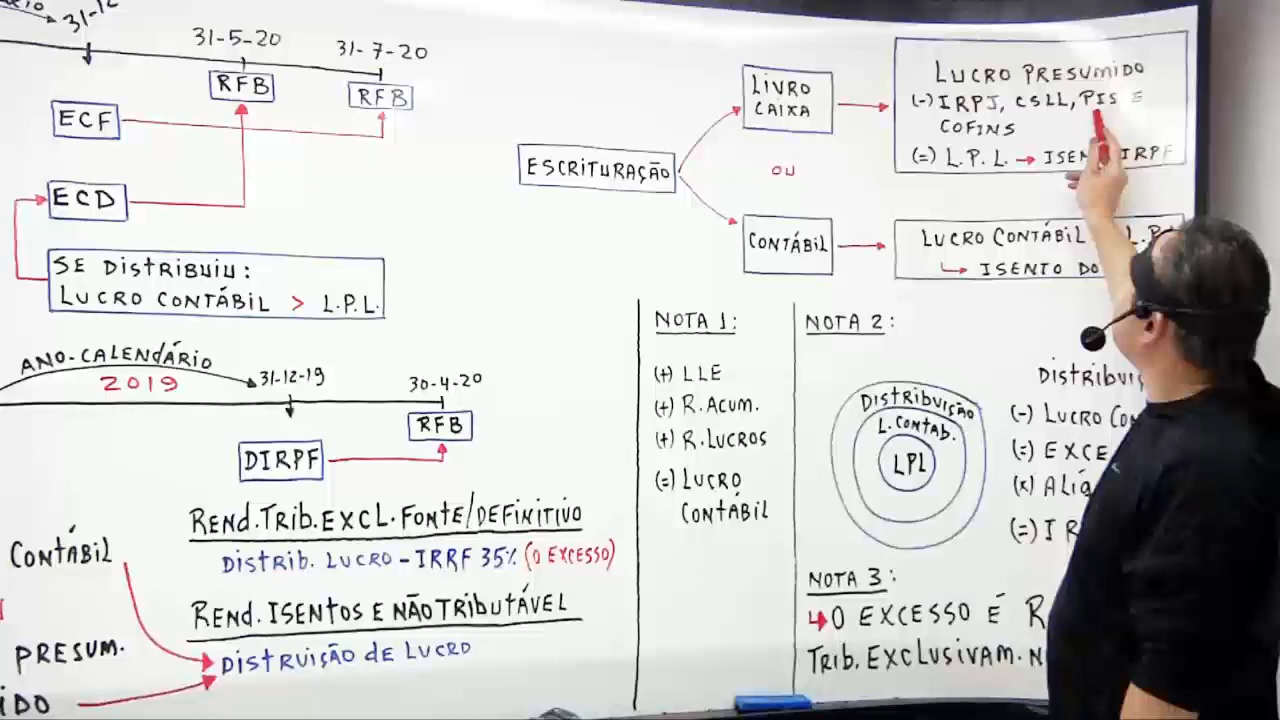 31-12
31-5-20
31-7-20
RFB
RFB
ECF
ECD
SE DISTRIBUIU:
LUCRO CONTÁBIL > L.P.L.
ESCRITURAÇÃO
LIVRO
CAIXA
OU
CONTÁBIL
LUCRO PRESUMIDO
(-) IRPJ, CSLL, PIS E
COFINS
(=) L.P.L. → IRPF
LUCRO CONTÁBIL
ISENTO DO
ANO-CALENDÁRIO
2019
31-12-19
30-4-20
RFB
DIRPF
REND. TRIB. EXCL. FONTE/DEFINITIVO
DISTRIB. LUCRO - IRRF 35% (O EXCESSO)
REND. ISENTOS E NÃO TRIBUTÁVEL
DISTRUIÇÃO DE LUCRO
CONTÁBIL
PRESUM.
NOTA 1:
(+) LLE
(+) R. ACUM.
(+) R. LUCROS
(=) LUCRO
CONTÁBIL
NOTA 2:
DISTRIBUIÇÃO
L. CONTAB.
LPL
(-) LUCRO
(=)
(x)
(=)
NOTA 3:
O EXCESSO É
TRIB. EXCLUSIVAM.